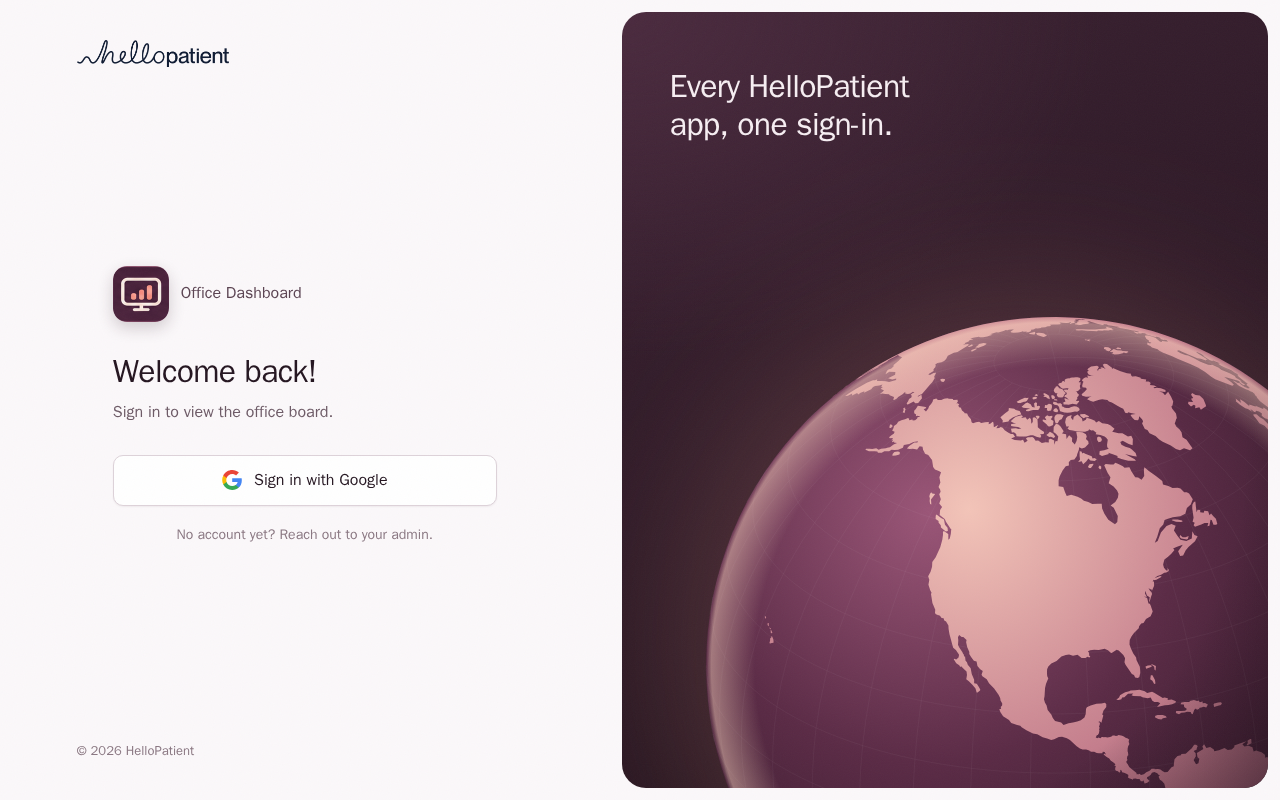 hellopatient
Every HelloPatient
app, one sign-in.
Office Dashboard
Welcome back!
Sign in to view the office board.
Sign in with Google
No account yet? Reach out to your admin.
© 2026 HelloPatient